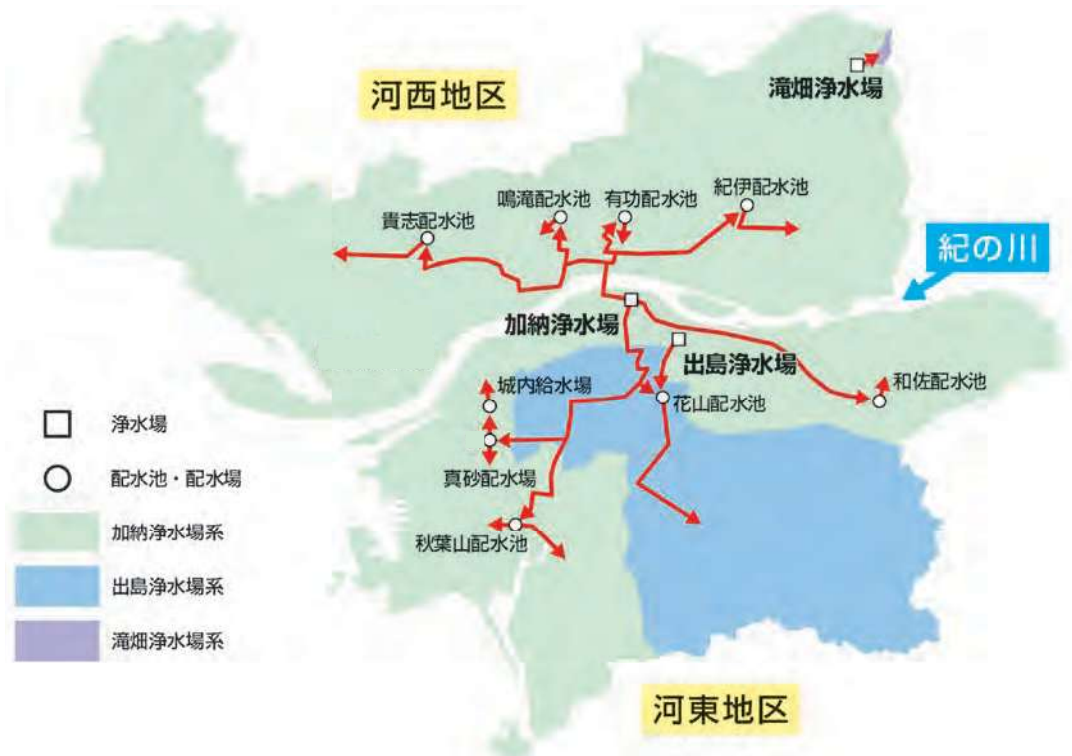 河西地区
滝畑浄水場
鳴滝配水池
有功配水池
紀伊配水池
貴志配水池
紀の川
加納浄水場
出島浄水場
城内給水場
花山配水池
和佐配水池
真砂配水場
秋葉山配水池
浄水場
配水池・配水場
加納浄水場系
出島浄水場系
滝畑浄水場系
河東地区